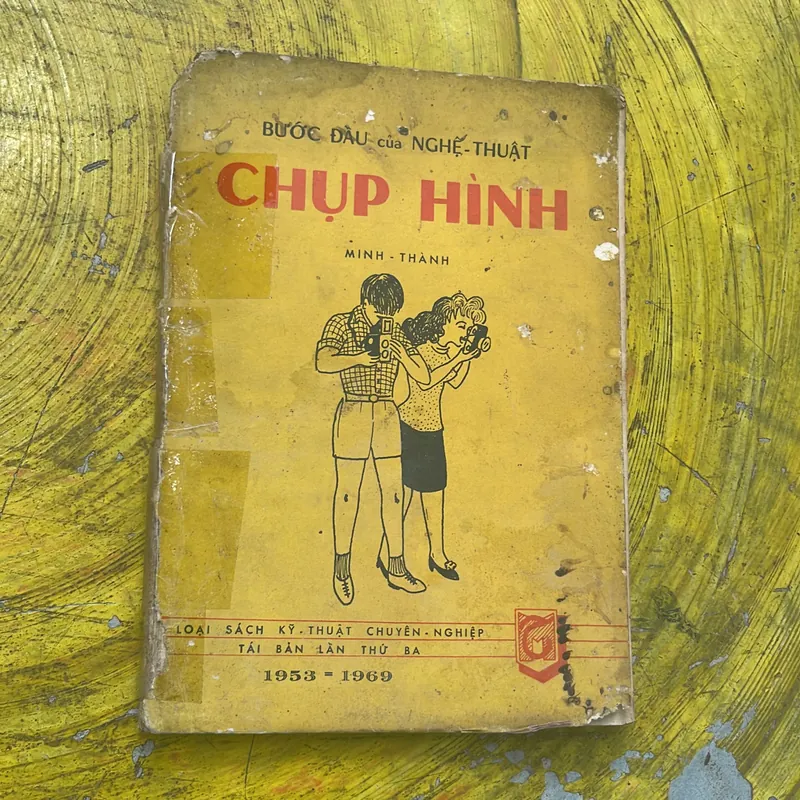 BƯỚC ĐẦU của NGHỆ-THUẬT
CHỤP HÌNH
MINH - THÀNH
LOẠI SÁCH KỸ-THUẬT CHUYÊN-NGHIỆP
TÁI BẢN LẦN THỨ BA
1953 = 1969